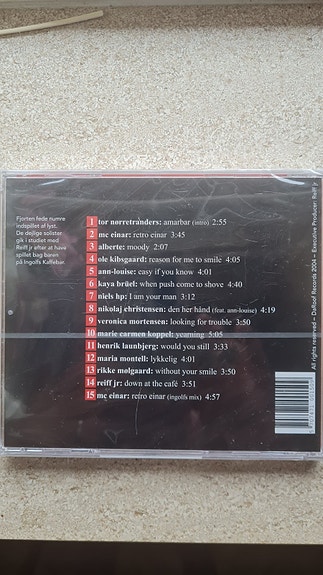 Fjorten fede numre
indspillet af lyst.
De dejlige solister
gik i studiet med
Reiff jr efter at have
spillet bag baren
på Ingolfs Kaffebar.
1 tor nørretranders: amarbar (intro) 2:55
2 mc einar: retro einar 3:45
3 alberte: moody 2:07
4 ole kibsgaard: reason for me to smile 4:05
5 ann-louise: easy if you know 4:01
6 kaya brüel: when push come to shove 4:40
7 niels hp: I am your man 3:12
8 nikolaj christensen: den her hånd (feat. ann-louise) 4:19
9 veronica mortensen: looking for trouble 3:50
10 marie carmen koppel: yearning 5:05
11 henrik launbjerg: would you still 3:33
12 maria montell: lykkelig 4:01
13 rikke mølgaard: without your smile 3:50
14 reiff jr: down at the café 3:51
15 mc einar: retro einar (ingolfs mix) 4:57
All rights reserved - DaRoof Records 2004 - Executive Producer: Reiff jr